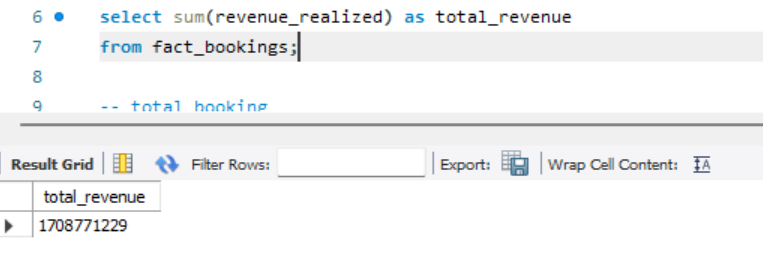 6 select sum(revenue_realized) as total_revenue
7 from fact_bookings;
8
9 -- total booking
Result Grid Filter Rows: Export: Wrap Cell Content:
total_revenue
1708771229